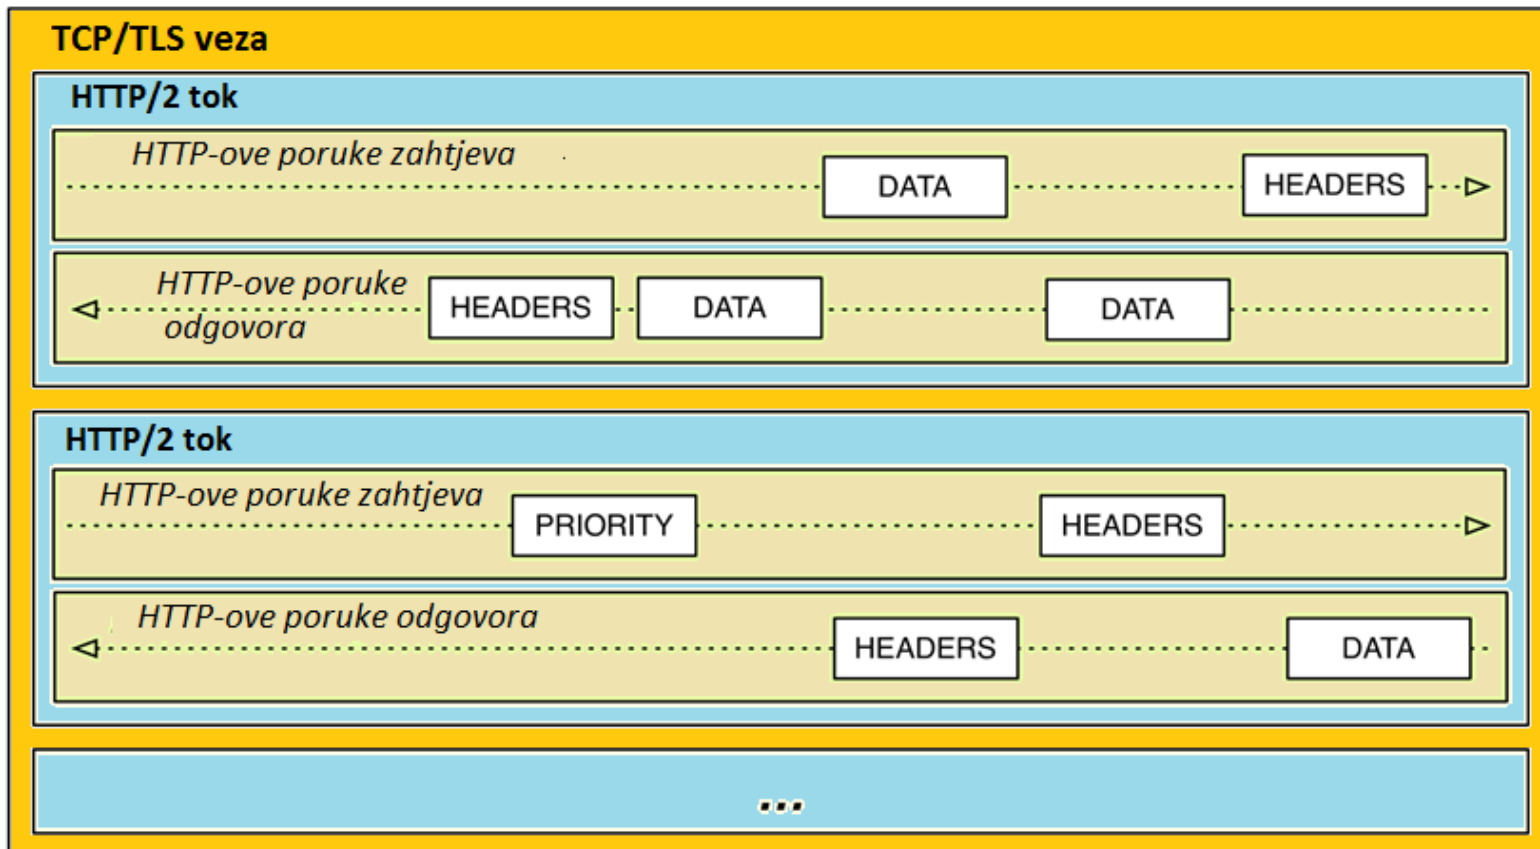 TCP/TLS veza
HTTP/2 tok
HTTP-ove poruke zahtjeva
DATA
HEADERS
HTTP-ove poruke
odgovora
HEADERS
DATA
DATA
HTTP/2 tok
HTTP-ove poruke zahtjeva
PRIORITY
HEADERS
HTTP-ove poruke odgovora
HEADERS
DATA
...